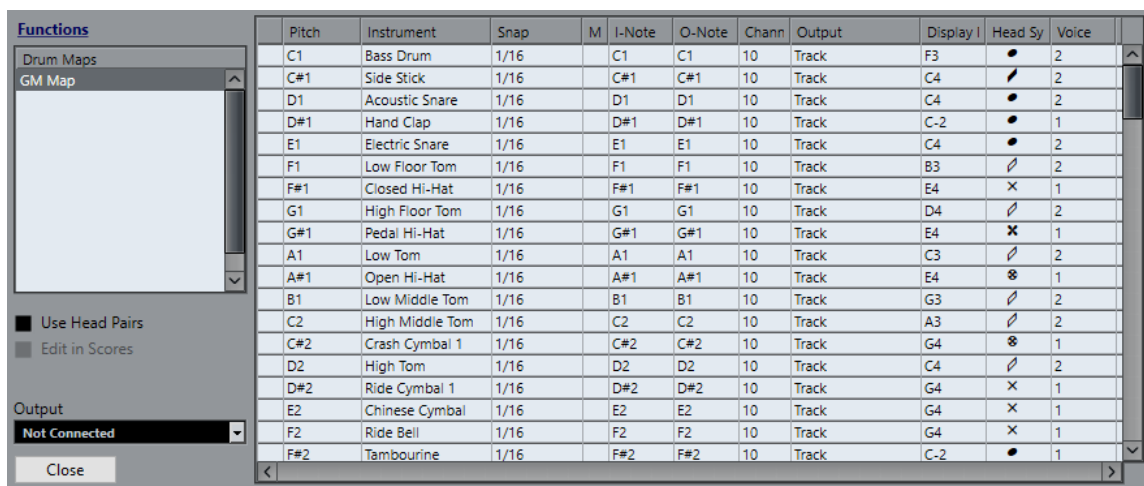 Functions
Drum Maps
GM Map
Use Head Pairs
Edit in Scores
Output
Not Connected
Close
Pitch Instrument Snap M I-Note O-Note Chann Output Display I Head Sy Voice
C1 Bass Drum 1/16 C1 C1 10 Track F3 2
C#1 Side Stick 1/16 C#1 C#1 10 Track C4 2
D1 Acoustic Snare 1/16 D1 D1 10 Track C4 2
D#1 Hand Clap 1/16 D#1 D#1 10 Track C-2 1
E1 Electric Snare 1/16 E1 E1 10 Track C4 2
F1 Low Floor Tom 1/16 F1 F1 10 Track B3 2
F#1 Closed Hi-Hat 1/16 F#1 F#1 10 Track E4 1
G1 High Floor Tom 1/16 G1 G1 10 Track D4 2
G#1 Pedal Hi-Hat 1/16 G#1 G#1 10 Track E4 1
A1 Low Tom 1/16 A1 A1 10 Track C3 2
A#1 Open Hi-Hat 1/16 A#1 A#1 10 Track E4 1
B1 Low Middle Tom 1/16 B1 B1 10 Track G3 2
C2 High Middle Tom 1/16 C2 C2 10 Track A3 2
C#2 Crash Cymbal 1 1/16 C#2 C#2 10 Track G4 1
D2 High Tom 1/16 D2 D2 10 Track C4 2
D#2 Ride Cymbal 1 1/16 D#2 D#2 10 Track G4 1
E2 Chinese Cymbal 1/16 E2 E2 10 Track G4 1
F2 Ride Bell 1/16 F2 F2 10 Track G4 1
F#2 Tambourine 1/16 F#2 F#2 10 Track C-2 1